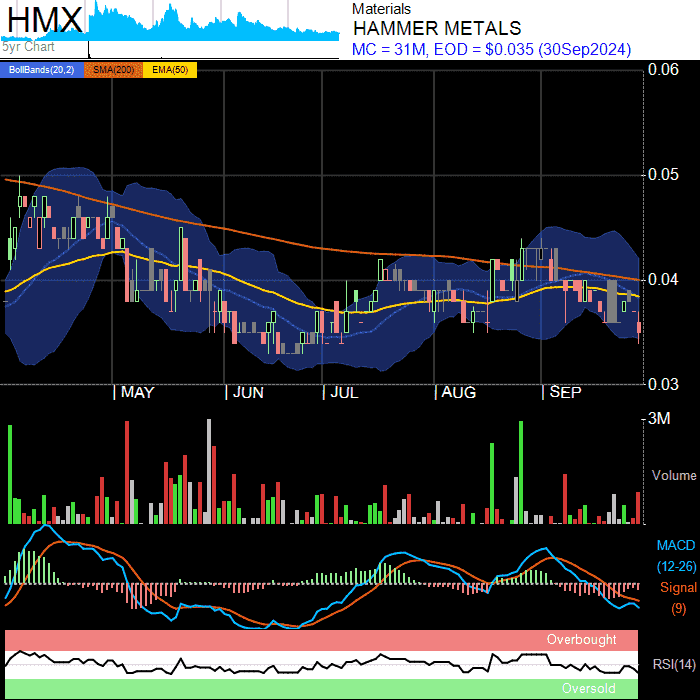 HMX
5yr Chart
Materials
HAMMER METALS
MC = 31M, EOD = $0.035 (30Sep2024)
BollBands(20,2) SMA(200) EMA(50)
0.06
0.05
0.04
0.03
MAY JUN JUL AUG SEP
3M
Volume
MACD
(12-26)
Signal
(9)
Overbought
RSI(14)
Oversold